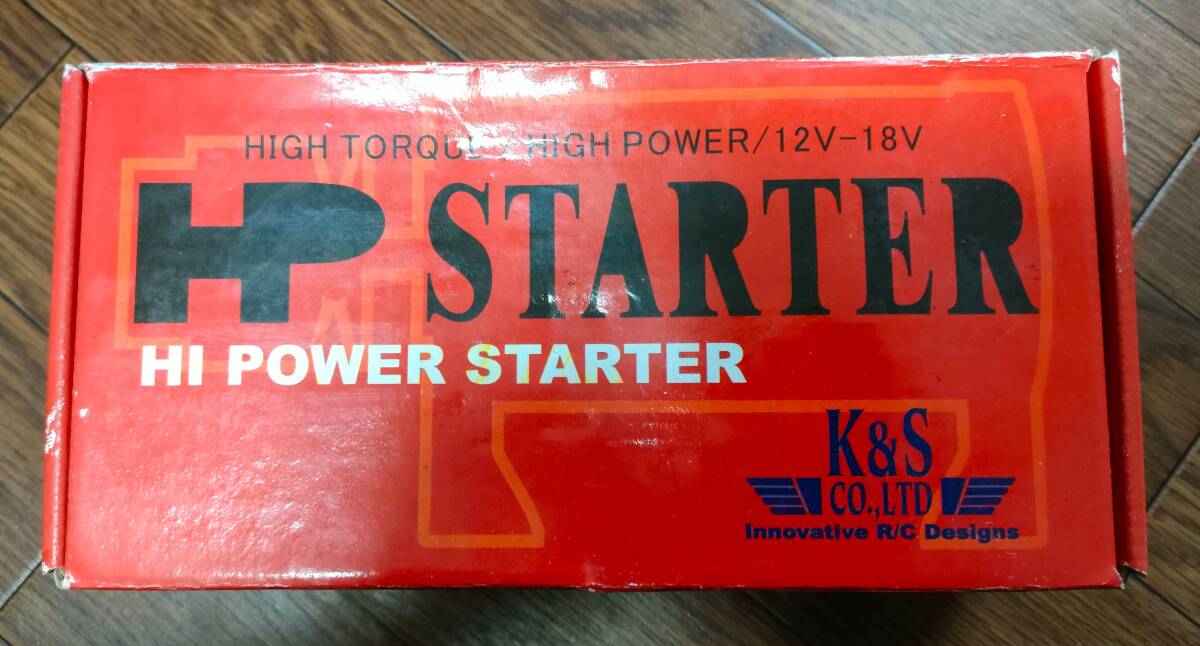 HIGH TORQUE / HIGH POWER/12V-18V
HP STARTER
HI POWER STARTER
K&S
CO.,LTD
Innovative R/C Designs